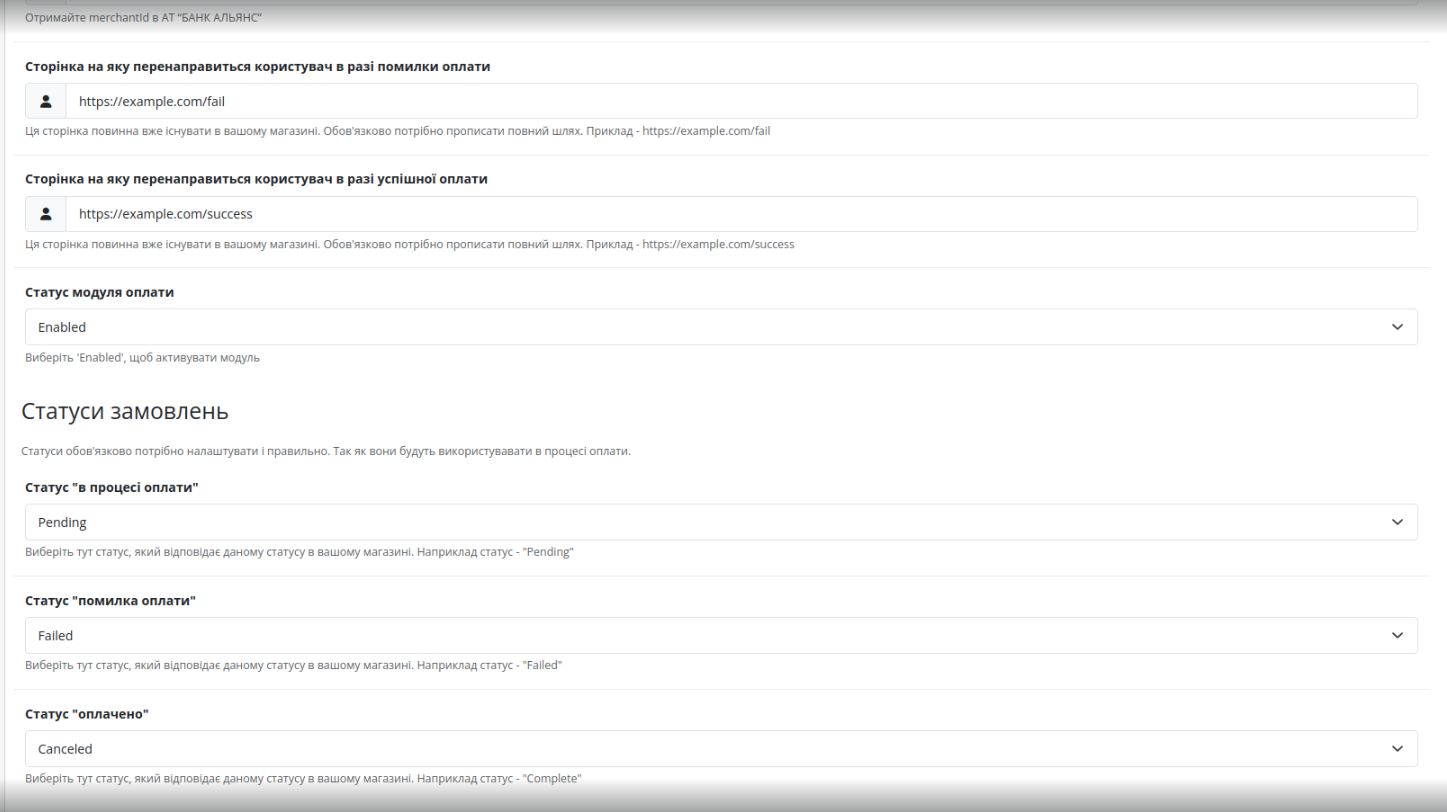 Отримайте merchantId в АТ "БАНК АЛЬЯНС"
Сторінка на яку перенаправиться користувач в разі помилки оплати
https://example.com/fail
Ця сторінка повинна вже існувати в вашому магазині. Обов'язково потрібно прописати повний шлях. Приклад - https://example.com/fail
Сторінка на яку перенаправиться користувач в разі успішної оплати
https://example.com/success
Ця сторінка повинна вже існувати в вашому магазині. Обов'язково потрібно прописати повний шлях. Приклад - https://example.com/success
Статус модуля оплати
Enabled
Виберіть 'Enabled', щоб активувати модуль
Статуси замовлень
Статуси обов'язково потрібно налаштувати і правильно. Так як вони будуть використувавати в процесі оплати.
Статус "в процесі оплати"
Pending
Виберіть тут статус, який відповідає даному статусу в вашому магазині. Наприклад статус - "Pending"
Статус "помилка оплати"
Failed
Виберіть тут статус, який відповідає даному статусу в вашому магазині. Наприклад статус - "Failed"
Статус "оплачено"
Canceled
Виберіть тут статус, який відповідає даному статусу в вашому магазині. Наприклад статус - "Complete"